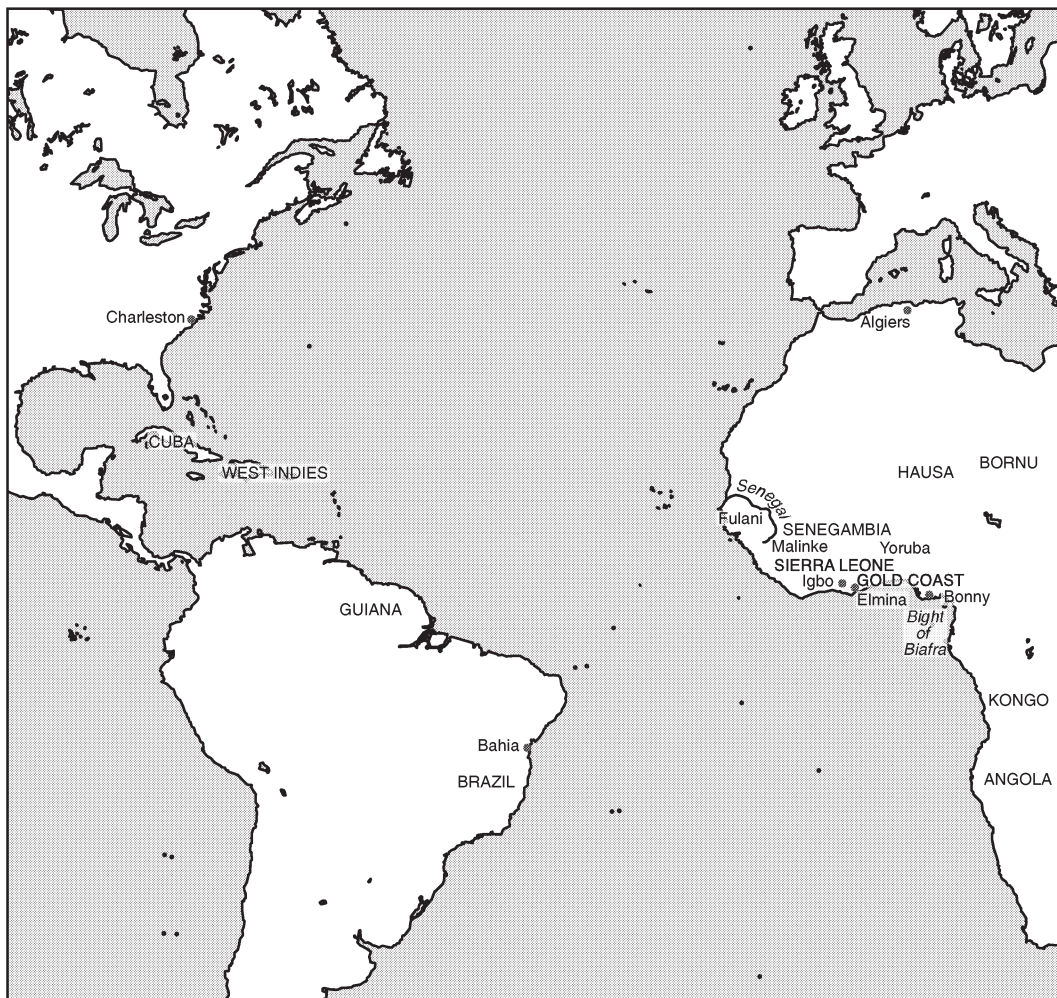 Charleston
Algiers
CUBA
WEST INDIES
HAUSA
BORNU
Senegal
Fulani
SENEGAMBIA
Malinke
Yoruba
SIERRA LEONE
Igbo
GOLD COAST
Elmina
Bonny
Bight
of
Biafra
GUIANA
KONGO
Bahia
BRAZIL
ANGOLA